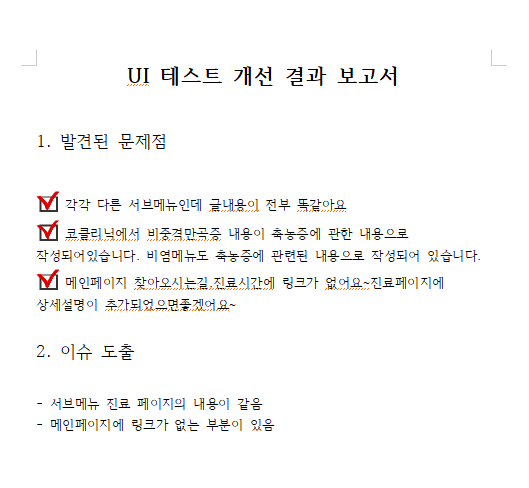 UI 테스트 개선 결과 보고서
1. 발견된 문제점
각각 다른 서브메뉴인데 글내용이 전부 똑같아요
코클리닉에서 비중격만곡증 내용이 축농증에 관한 내용으로
작성되어있습니다. 비염메뉴도 축농증에 관련된 내용으로 작성되어 있습니다.
메인페이지 찾아오시는길,진료시간에 링크가 없어요~진료페이지에
상세설명이 추가되었으면좋겠어요~
2. 이슈 도출
- 서브메뉴 진료 페이지의 내용이 같음
- 메인페이지에 링크가 없는 부분이 있음